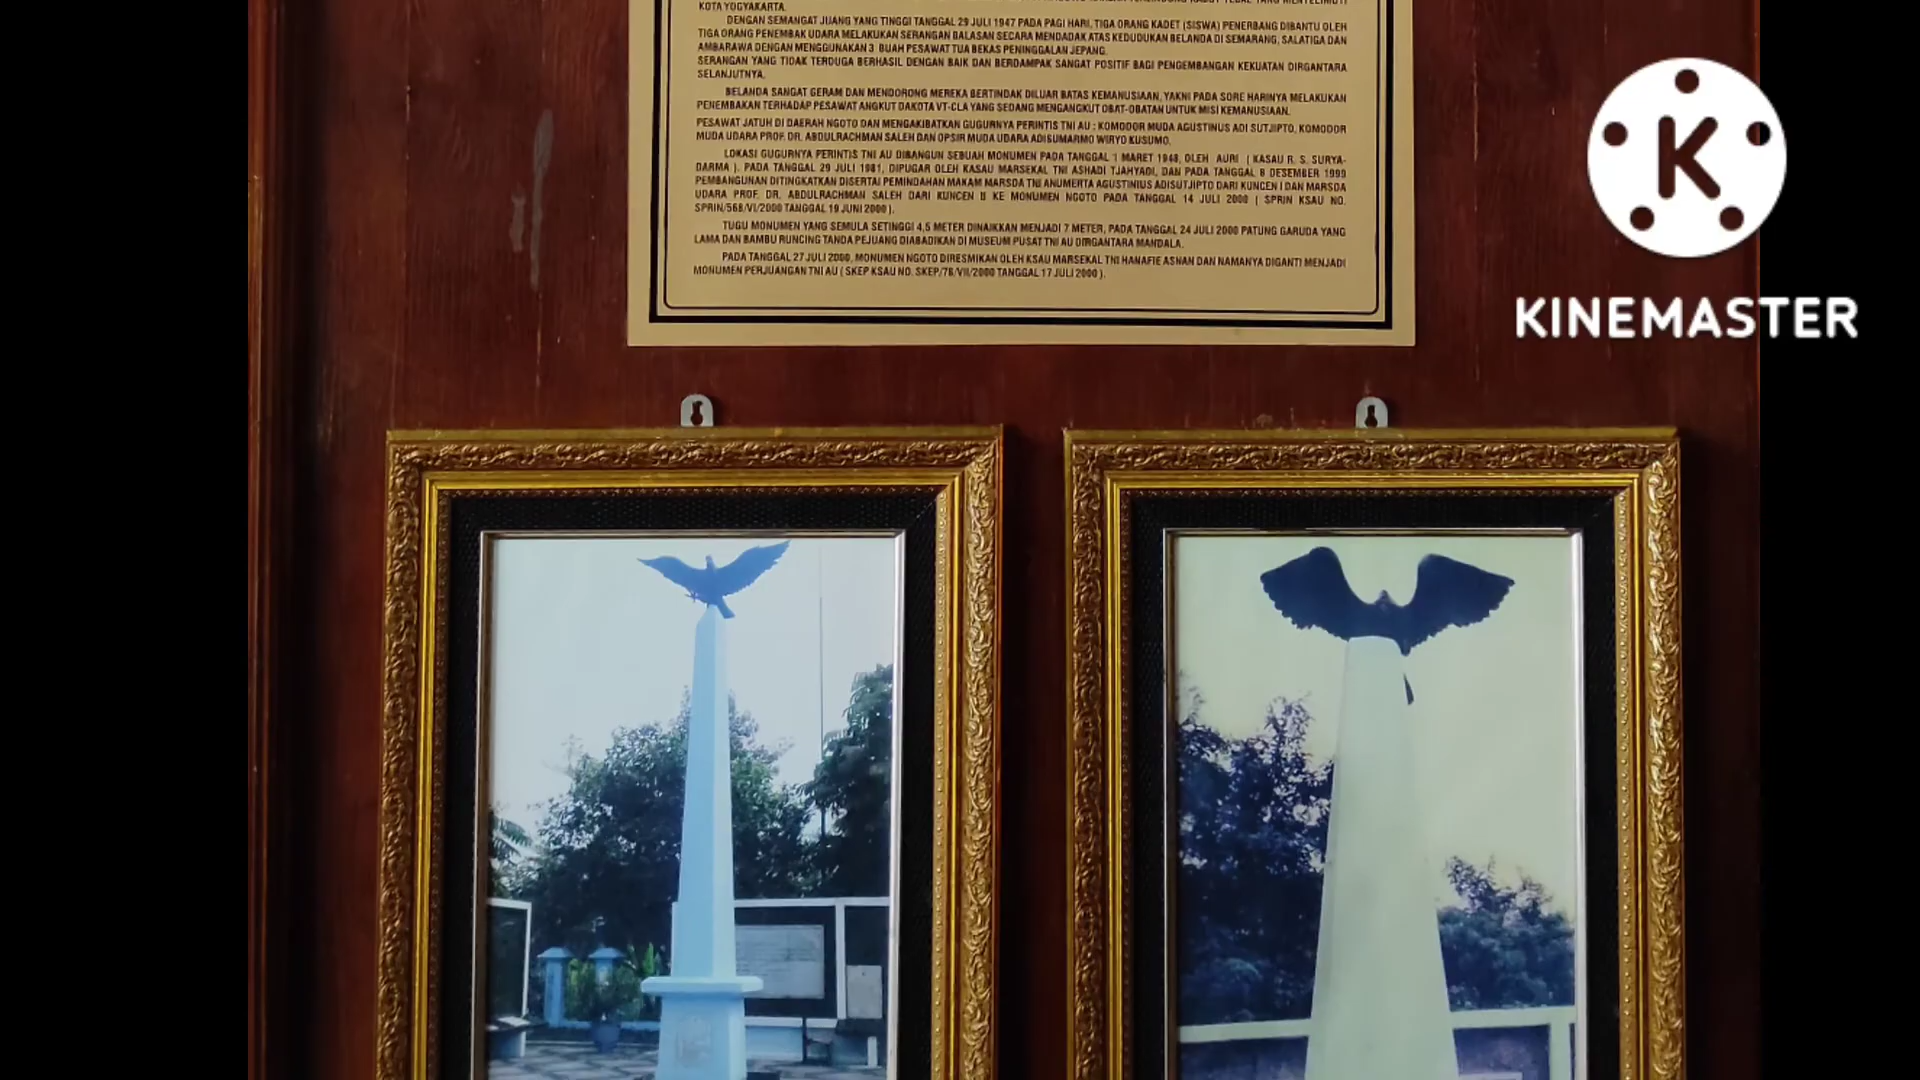 KOTA YOGYAKARTA.
DENGAN SEMANGAT JUANG YANG TINGGI TANGGAL 29 JULI 1947 PADA PAGI HARI, TIGA ORANG KADET (SISWA) PENERBANG DIBANTU OLEH
TIGA ORANG PENEMBAK UDARA MELAKUKAN SERANGAN BALASAN SECARA MENDADAK ATAS KEDUDUKAN BELANDA DI SEMARANG, SALATIGA DAN
AMBARAWA DENGAN MENGGUNAKAN 3 BUAH PESAWAT TUA BEKAS PENINGGALAN JEPANG.
SERANGAN YANG TIDAK TERDUGA BERHASIL DENGAN BAIK DAN BERDAMPAK SANGAT POSITIF BAGI PENGEMBANGAN KEKUATAN DIRGANTARA
SELANJUTNYA.
BELANDA SANGAT GERAM DAN MENDORONG MEREKA BERTINDAK DILUAR BATAS KEMANUSIAAN, YAKNI PADA SORE HARINYA MELAKUKAN
PENEMBAKAN TERHADAP PESAWAT ANGKUT DAKOTA VT-CLA YANG SEDANG MENGANGKUT OBAT-OBATAN UNTUK MISI KEMANUSIAAN.
PESAWAT JATUH DI DAERAH NGOTO DAN MENGAKIBATKAN GUGURNYA PERINTIS TNI AU : KOMODOR MUDA AGUSTINUS ADI SUTJIPTO, KOMODOR
MUDA UDARA PROF. DR. ABDULRACHMAN SALEH DAN OPSIR MUDA UDARA ADISUMARMO WIRYO KUSUMO.
LOKASI GUGURNYA PERINTIS TNI AU DIBANGUN SEBUAH MONUMEN PADA TANGGAL 1 MARET 1948, OLEH AURI ( KASAU R. S. SURYA-
DARMA ). PADA TANGGAL 29 JULI 1981, DIPUGAR OLEH KASAU MARSEKAL TNI ASHADI TJAHYADI, DAN PADA TANGGAL 8 DESEMBER 1999
PEMBANGUNAN DITINGKATKAN DISERTAI PEMINDAHAN MAKAM MARSDA TNI ANUMERTA AGUSTINIUS ADISUTJIPTO DARI KUNCEN I DAN MARSDA
UDARA PROF. DR. ABDULRACHMAN SALEH DARI KUNCEN II KE MONUMEN NGOTO PADA TANGGAL 14 JULI 2000 ( SPRIN KSAU NO.
SPRIN/568/VI/2000 TANGGAL 19 JUNI 2000 ).
TUGU MONUMEN YANG SEMULA SETINGGI 4,5 METER DINAIKKAN MENJADI 7 METER, PADA TANGGAL 24 JULI 2000 PATUNG GARUDA YANG
LAMA DAN BAMBU RUNCING TANDA PEJUANG DIABADIKAN DI MUSEUM PUSAT TNI AU DIRGANTARA MANDALA.
PADA TANGGAL 27 JULI 2000, MONUMEN NGOTO DIRESMIKAN OLEH KSAU MARSEKAL TNI HANAFIE ASNAN DAN NAMANYA DIGANTI MENJADI
MONUMEN PERJUANGAN TNI AU ( SKEP KSAU NO. SKEP/78/VII/2000 TANGGAL 17 JULI 2000 ).
K
KINEMASTER